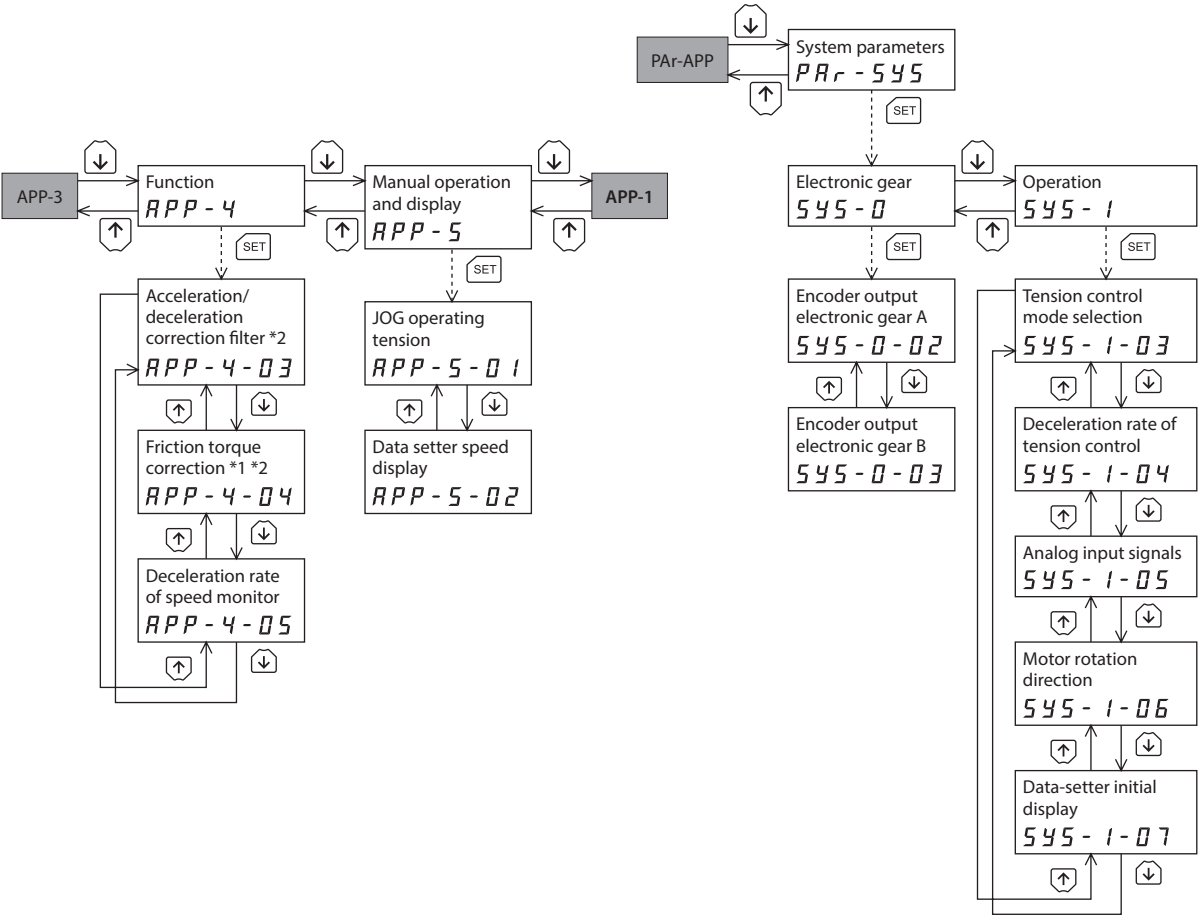 PAr-APP
System parameters
PAr-SYS
SET
APP-3
Function
APP-4
SET
Manual operation
and display
APP-5
SET
APP-1
Electronic gear
SYS-0
SET
Operation
SYS-1
SET
Acceleration/
deceleration
correction filter *2
APP-4-03
Friction torque
correction *1 *2
APP-4-04
Deceleration rate
of speed monitor
APP-4-05
JOG operating
tension
APP-5-01
Data setter speed
display
APP-5-02
Encoder output
electronic gear A
SYS-0-02
Encoder output
electronic gear B
SYS-0-03
Tension control
mode selection
SYS-1-03
Deceleration rate of
tension control
SYS-1-04
Analog input signals
SYS-1-05
Motor rotation
direction
SYS-1-06
Data-setter initial
display
SYS-1-07